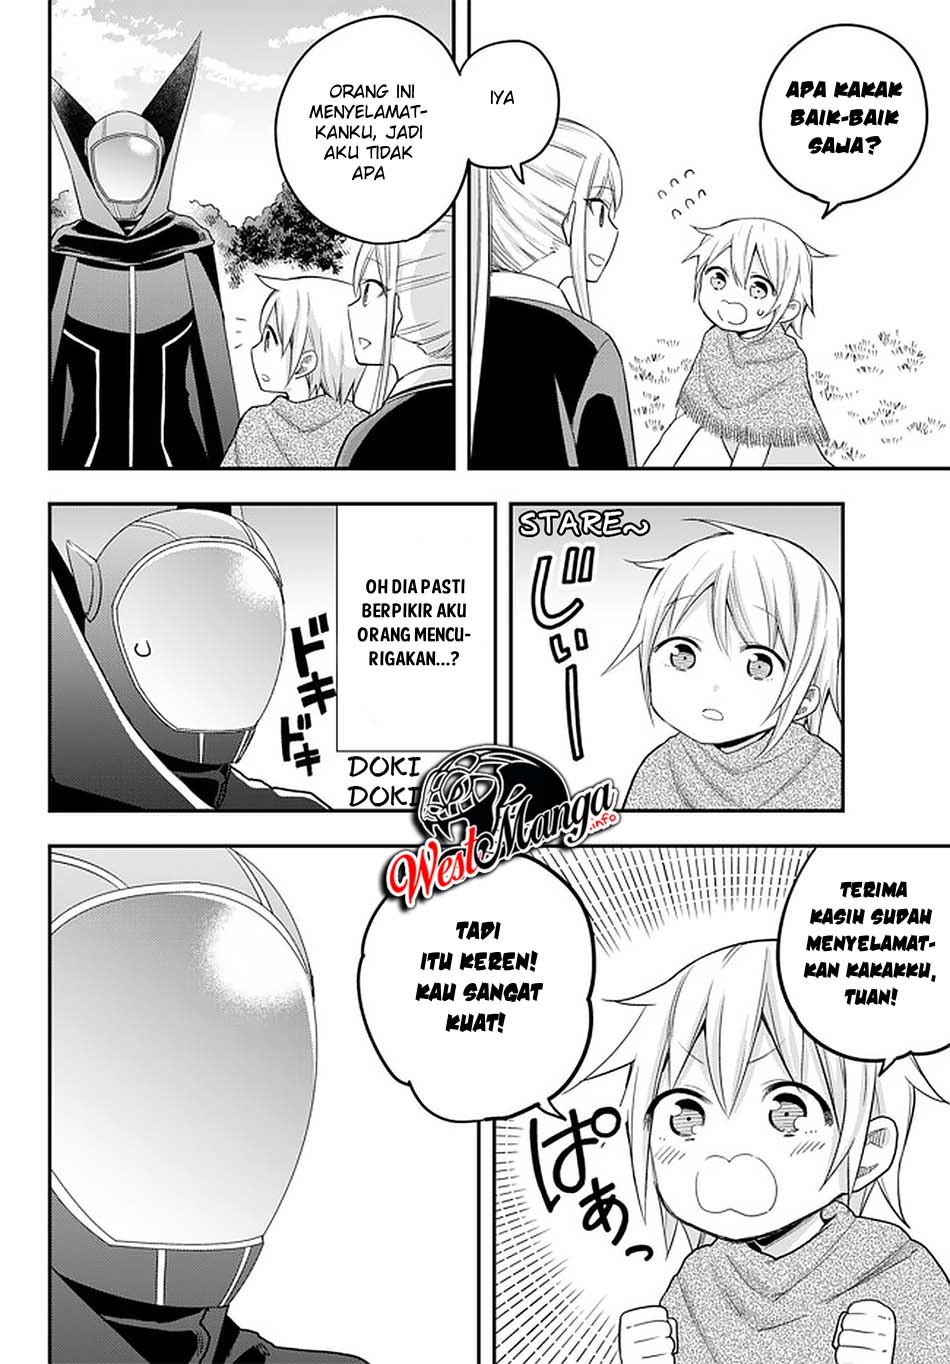 APA KAKAK
BAIK-BAIK
SAJA?
IYA
ORANG INI
MENYELAMAT-
KANKU, JADI
AKU TIDAK
APA
STARE~
じぃー
OH DIA PASTI
BERPIKIR AKU
ORANG MENCU-
RIGAKAN...?
ドキ
ドキ
DOKI
DOKI
WestManga
.info
TERIMA
KASIH SUDAH
MENYELAMAT-
KAN KAKAKKU,
TUAN!
TADI
ITU KEREN!
KAU SANGAT
KUAT!
ぱあっ